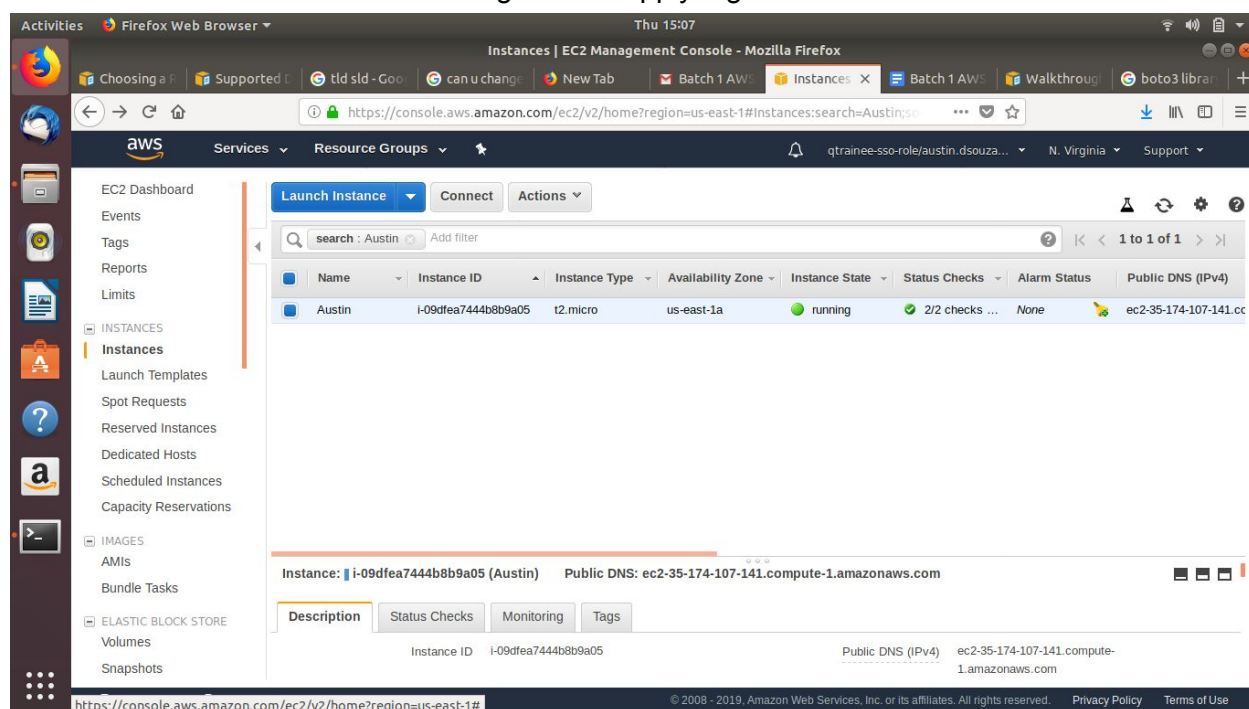 Activities Firefox Web Browser Thu 15:07
Instances | EC2 Management Console - Mozilla Firefox
Choosing a Supported D tld sld - Goo can u change New Tab Batch 1 AWS Instances Batch 1 AWS Walkthroug boto3 librar
https://console.aws.amazon.com/ec2/v2/home?region=us-east-1#Instances:search=Austin;so
aws Services Resource Groups qtrainee-sso-role/austin.dsouza... N. Virginia Support
EC2 Dashboard
Events
Tags
Reports
Limits
INSTANCES
Instances
Launch Templates
Spot Requests
Reserved Instances
Dedicated Hosts
Scheduled Instances
Capacity Reservations
IMAGES
AMIs
Bundle Tasks
ELASTIC BLOCK STORE
Volumes
Snapshots
Launch Instance Connect Actions
search : Austin Add filter 1 to 1 of 1
Name Instance ID Instance Type Availability Zone Instance State Status Checks Alarm Status Public DNS (IPv4)
Austin i-09dfea7444b8b9a05 t2.micro us-east-1a running 2/2 checks ... None ec2-35-174-107-141.cc
Instance: i-09dfea7444b8b9a05 (Austin) Public DNS: ec2-35-174-107-141.compute-1.amazonaws.com
Description Status Checks Monitoring Tags
Instance ID i-09dfea7444b8b9a05 Public DNS (IPv4) ec2-35-174-107-141.compute-
1.amazonaws.com
https://console.aws.amazon.com/ec2/v2/home?region=us-east-1# © 2008 - 2019, Amazon Web Services, Inc. or its affiliates. All rights reserved. Privacy Policy Terms of Use